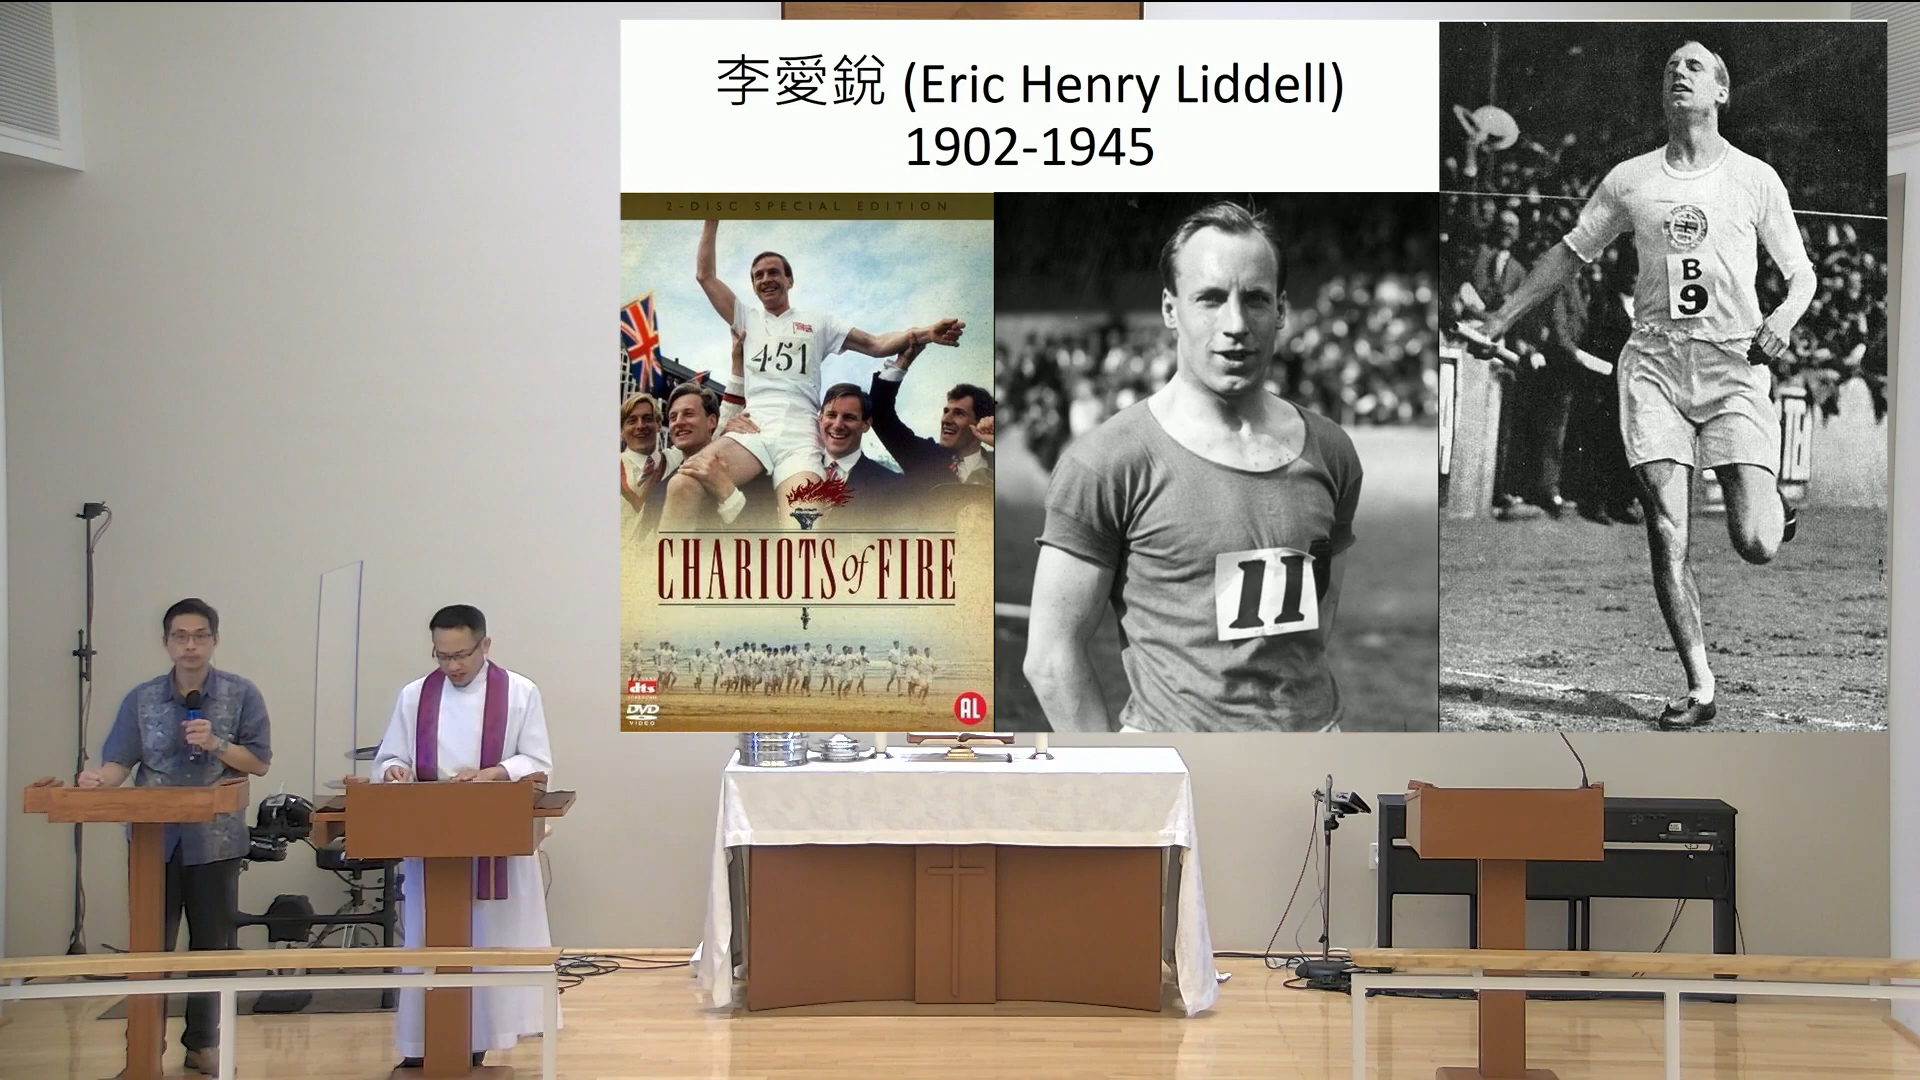 李愛銳 (Eric Henry Liddell)
1902-1945
2-DISC SPECIAL EDITION
451
CHARIOTS of FIRE
dts
DVD
VIDEO
AL
11
B
9